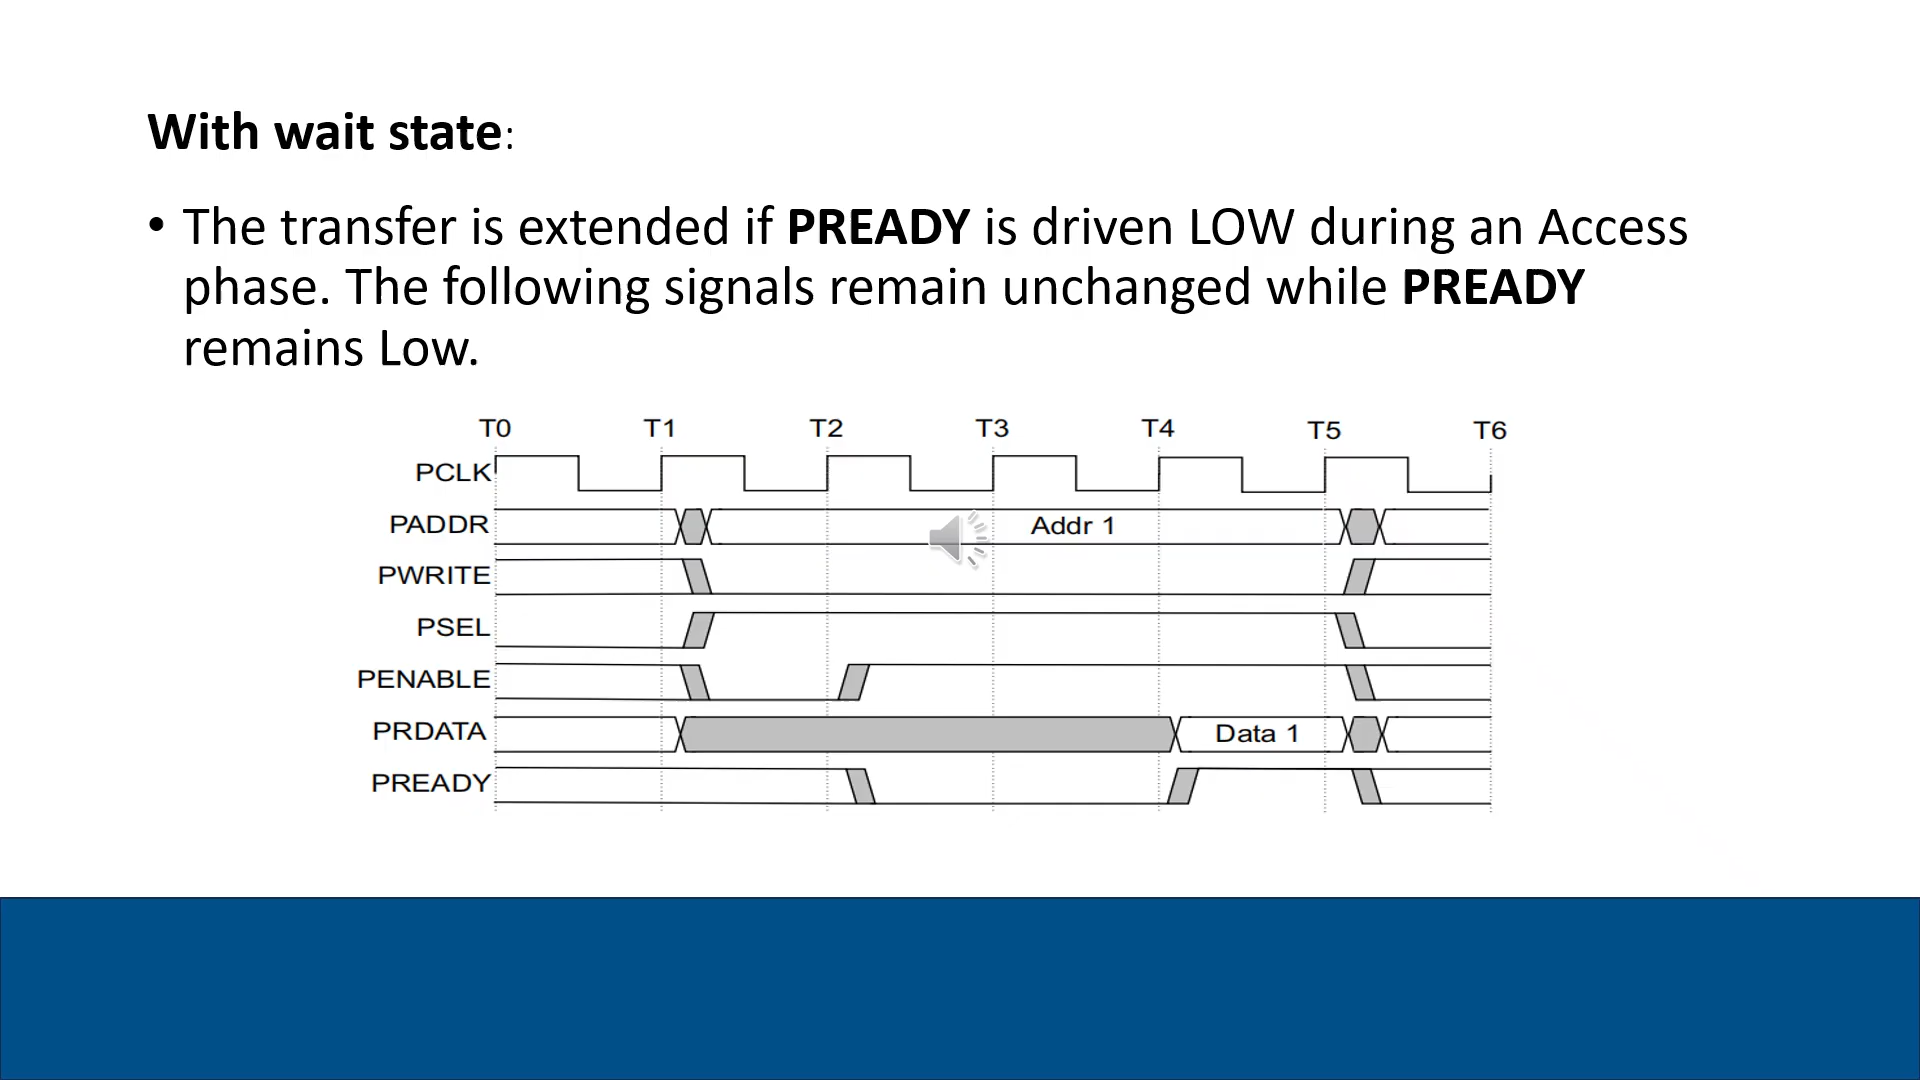 With wait state:
• The transfer is extended if PREADY is driven LOW during an Access
phase. The following signals remain unchanged while PREADY
remains Low.
T0 T1 T2 T3 T4 T5 T6
PCLK
PADDR Addr 1
PWRITE
PSEL
PENABLE
PRDATA Data 1
PREADY